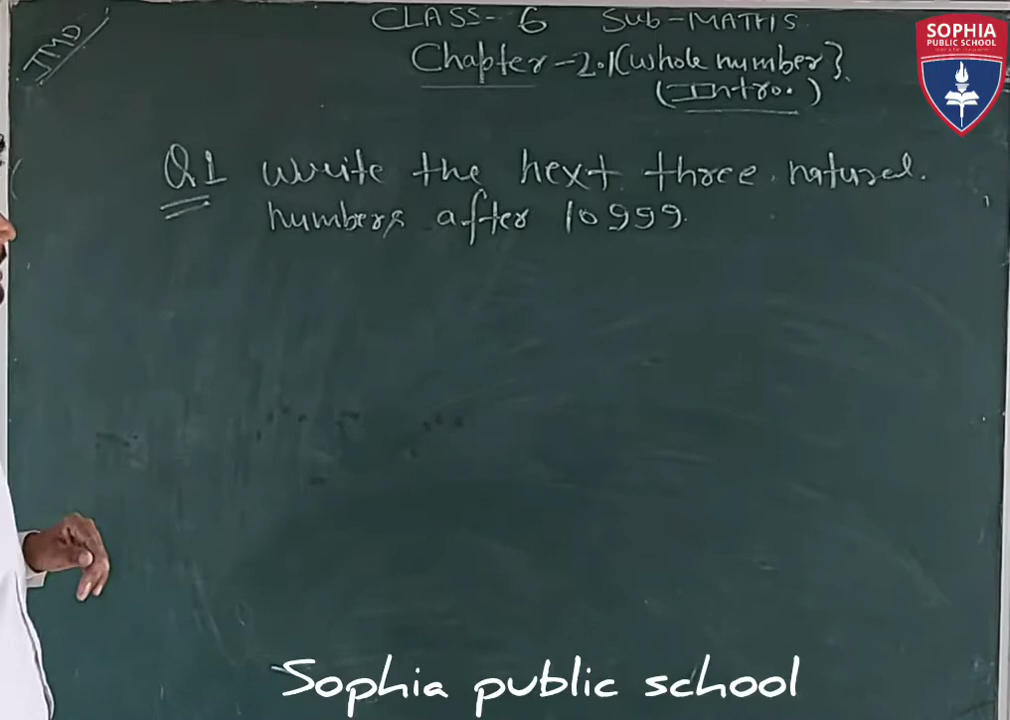 JMD
CLASS-6 SUB-MATHS
Chapter-2.1{whole number}
(Intro.)
SOPHIA
PUBLIC SCHOOL
Q1 Write the next three natural
numbers after 10999.
Sophia public school